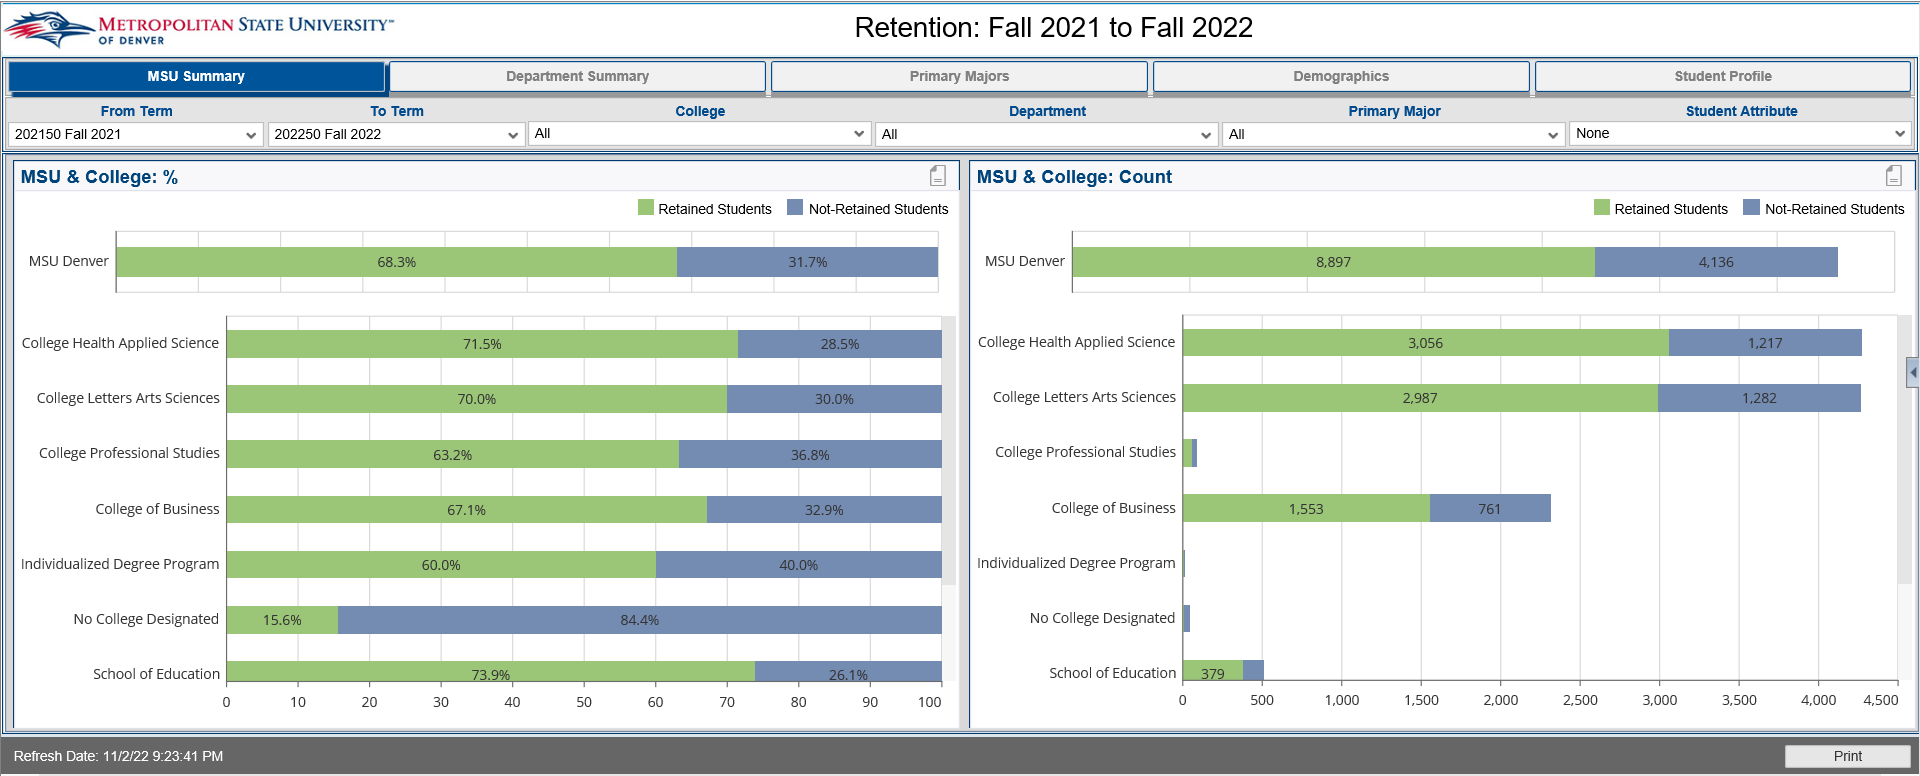 METROPOLITAN STATE UNIVERSITY™
OF DENVER
Retention: Fall 2021 to Fall 2022
MSU Summary
Department Summary
Primary Majors
Demographics
Student Profile
From Term
To Term
College
Department
Primary Major
Student Attribute
202150 Fall 2021
202250 Fall 2022
All
All
All
None
MSU & College: %
Retained Students
Not-Retained Students
MSU Denver 68.3% 31.7%
College Health Applied Science 71.5% 28.5%
College Letters Arts Sciences 70.0% 30.0%
College Professional Studies 63.2% 36.8%
College of Business 67.1% 32.9%
Individualized Degree Program 60.0% 40.0%
No College Designated 15.6% 84.4%
School of Education 73.9% 26.1%
0 10 20 30 40 50 60 70 80 90 100
MSU & College: Count
Retained Students
Not-Retained Students
MSU Denver 8,897 4,136
College Health Applied Science 3,056 1,217
College Letters Arts Sciences 2,987 1,282
College Professional Studies
College of Business 1,553 761
Individualized Degree Program
No College Designated
School of Education 379
0 500 1,000 1,500 2,000 2,500 3,000 3,500 4,000 4,500
Refresh Date: 11/2/22 9:23:41 PM
Print